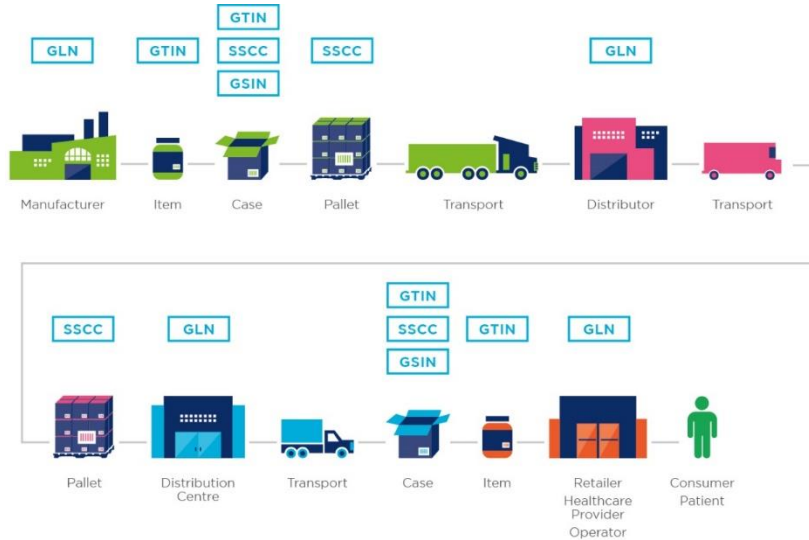 GTIN
GLN GTIN SSCC SSCC GLN
GSIN
Manufacturer Item Case Pallet Transport Distributor Transport
GTIN
SSCC GLN SSCC GTIN GLN
GSIN
Pallet Distribution Centre Transport Case Item Retailer Consumer
Healthcare Provider Patient
Operator